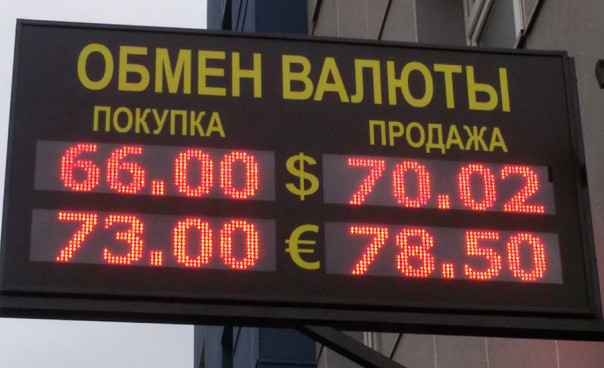 ОБМЕН ВАЛЮТЫ
ПОКУПКА ПРОДАЖА
66.00 $ 70.02
73.00 € 78.50